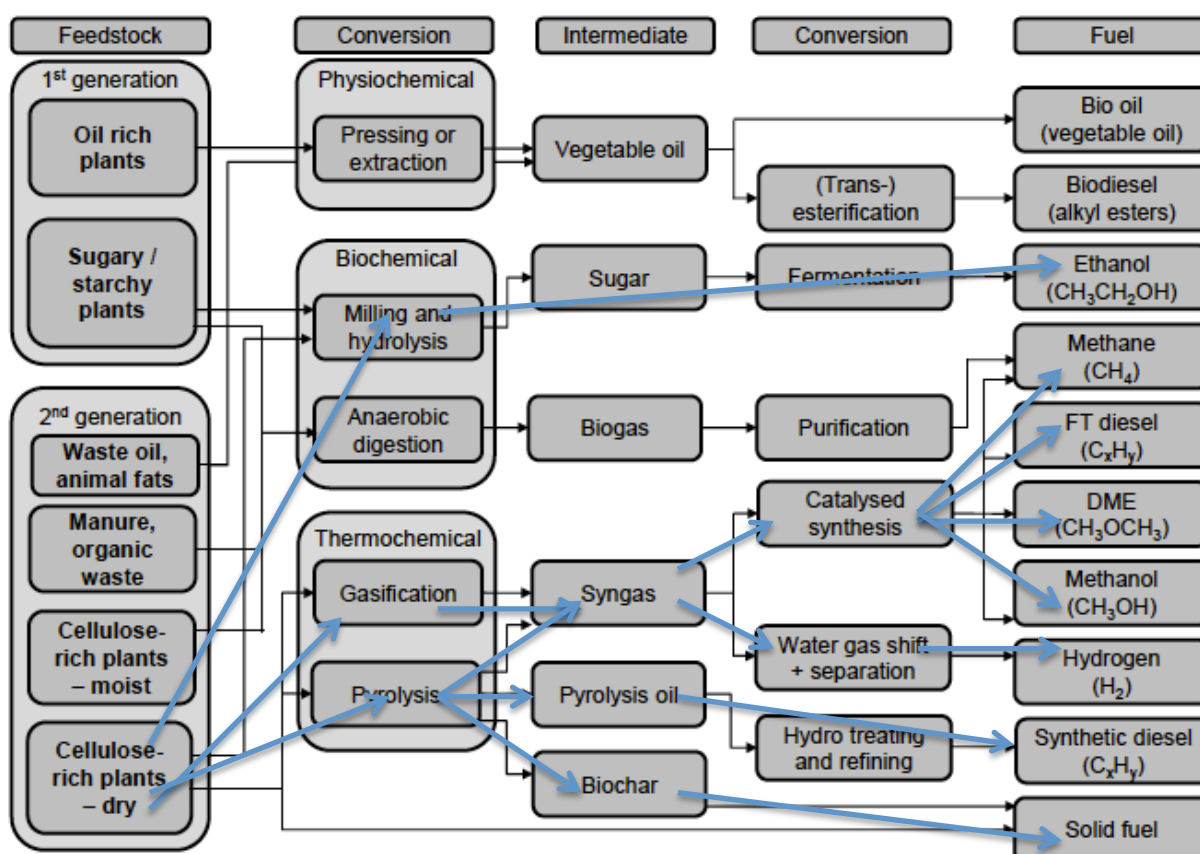 Feedstock
Conversion
Intermediate
Conversion
Fuel
1st generation
Oil rich
plants
Sugary /
starchy
plants
2nd generation
Waste oil,
animal fats
Manure,
organic
waste
Cellulose-
rich plants
– moist
Cellulose-
rich plants
– dry
Physiochemical
Pressing or
extraction
Biochemical
Milling and
hydrolysis
Anaerobic
digestion
Thermochemical
Gasification
Pyrolysis
Vegetable oil
Sugar
Biogas
Syngas
Pyrolysis oil
Biochar
(Trans-)
esterification
Fermentation
Purification
Catalysed
synthesis
Water gas shift
+ separation
Hydro treating
and refining
Bio oil
(vegetable oil)
Biodiesel
(alkyl esters)
Ethanol
(CH3CH2OH)
Methane
(CH4)
FT diesel
(CxHy)
DME
(CH3OCH3)
Methanol
(CH3OH)
Hydrogen
(H2)
Synthetic diesel
(CxHy)
Solid fuel